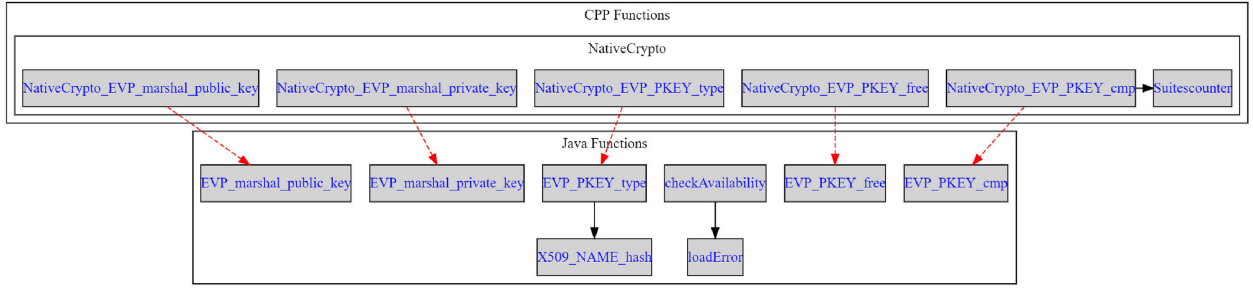 CPP Functions
NativeCrypto
NativeCrypto_EVP_marshal_public_key
NativeCrypto_EVP_marshal_private_key
NativeCrypto_EVP_PKEY_type
NativeCrypto_EVP_PKEY_free
NativeCrypto_EVP_PKEY_cmp
Suitescounter
Java Functions
EVP_marshal_public_key
EVP_marshal_private_key
EVP_PKEY_type
checkAvailability
EVP_PKEY_free
EVP_PKEY_cmp
X509_NAME_hash
loadError